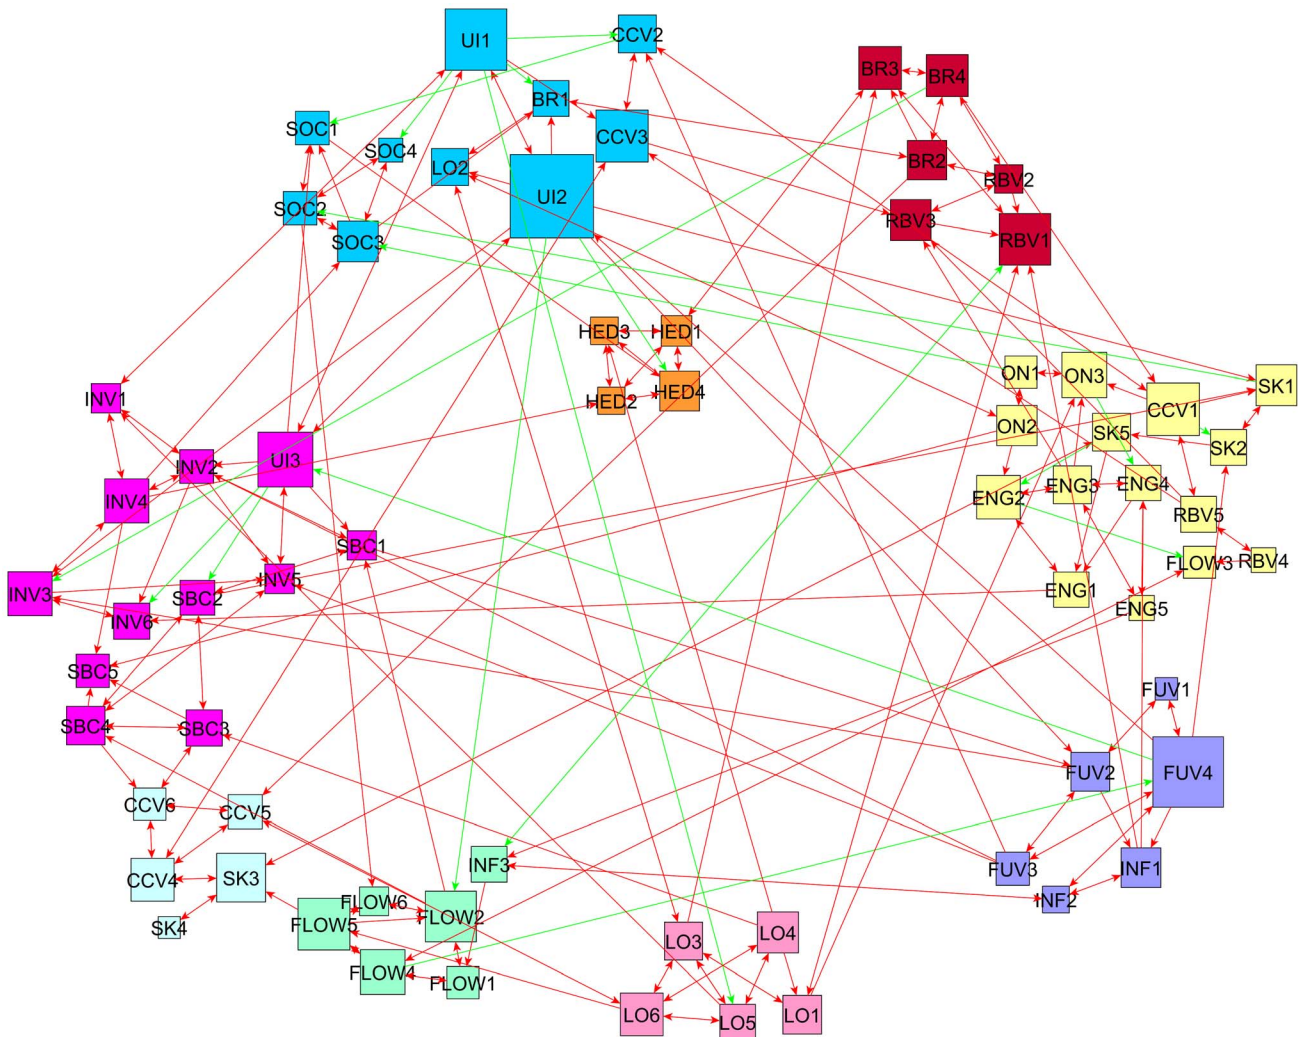 UI1
CCV2
BR3
BR4
BR1
SOC1
CCV3
SOC4
LO2
BR2
RBV2
UI2
SOC2
SOC3
RBV3
RBV1
HED3
HED1
HED2
HED4
ON1
ON3
SK1
INV1
CCV1
ON2
SK5
SK2
UI3
INV2
INV4
ENG2
ENG3
ENG4
RBV5
SBC1
FLOW3
RBV4
INV5
INV3
SBC2
ENG1
ENG5
INV6
SBC5
FUV1
SBC4
SBC3
FUV2
FUV4
CCV6
CCV5
INF3
FUV3
INF1
CCV4
SK3
INF2
FLOW6
FLOW2
FLOW5
SK4
LO3
LO4
FLOW4
FLOW1
LO6
LO5
LO1